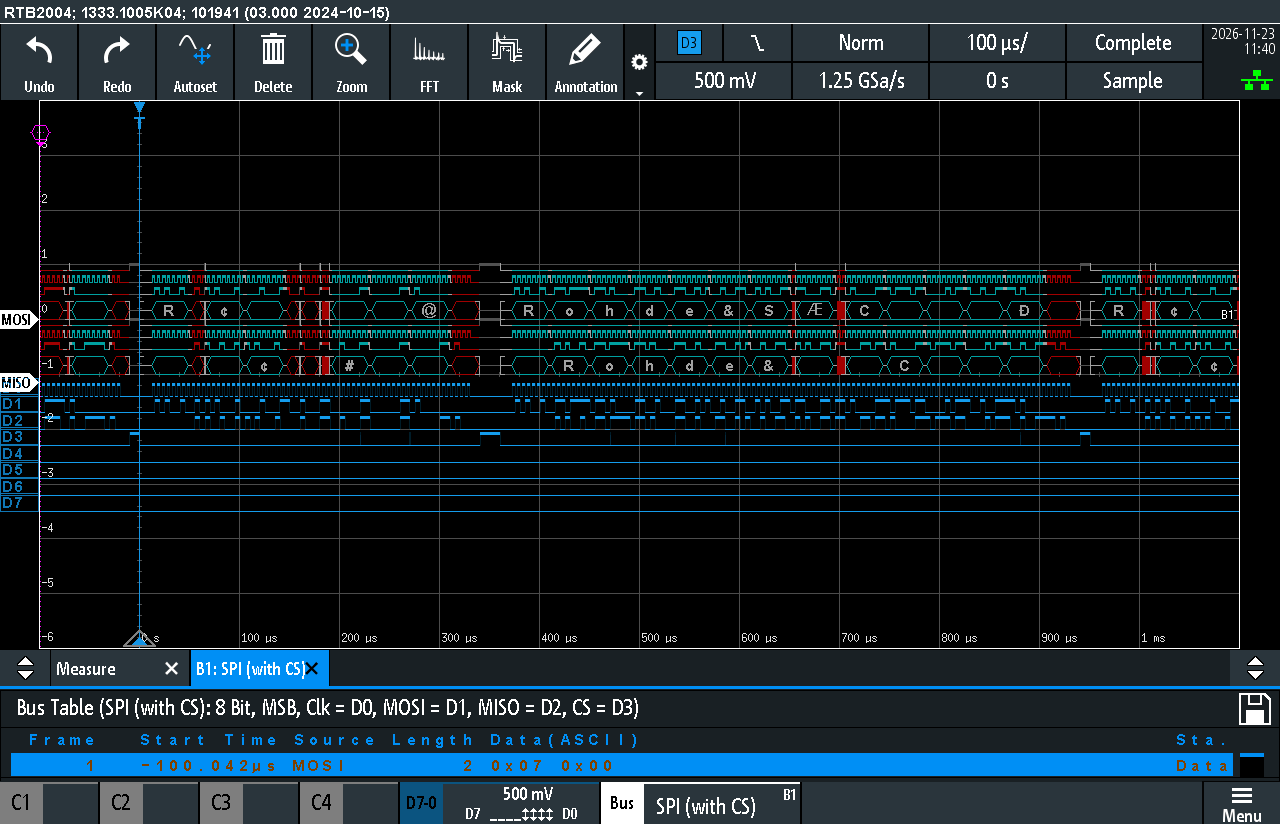 RTB2004; 1333.1005K04; 101941 (03.000 2024-10-15)
Undo Redo Autoset Delete Zoom FFT Mask Annotation
D3 Norm 100 µs/ Complete
500 mV 1.25 GSa/s 0 s Sample
2026-11-23
11:40
T
3
2
1
MOSI 0 R ¢ @ R o h d e & S Æ C Ð R ¢ B1
-1 ¢ # R o h d e & C ¢
MISO
D1
D2 -2
D3
D4
D5 -3
D6
D7
-4
-5
-6 0 s 100 µs 200 µs 300 µs 400 µs 500 µs 600 µs 700 µs 800 µs 900 µs 1 ms
Measure B1: SPI (with CS)
Bus Table (SPI (with CS): 8 Bit, MSB, Clk = D0, MOSI = D1, MISO = D2, CS = D3)
Frame Start Time Source Length Data(ASCII) Sta.
1 -100.042µs MOSI 2 0x07 0x00 Data
C1 C2 C3 C4 D7-0 500 mV Bus SPI (with CS) B1
D7 D0 Menu